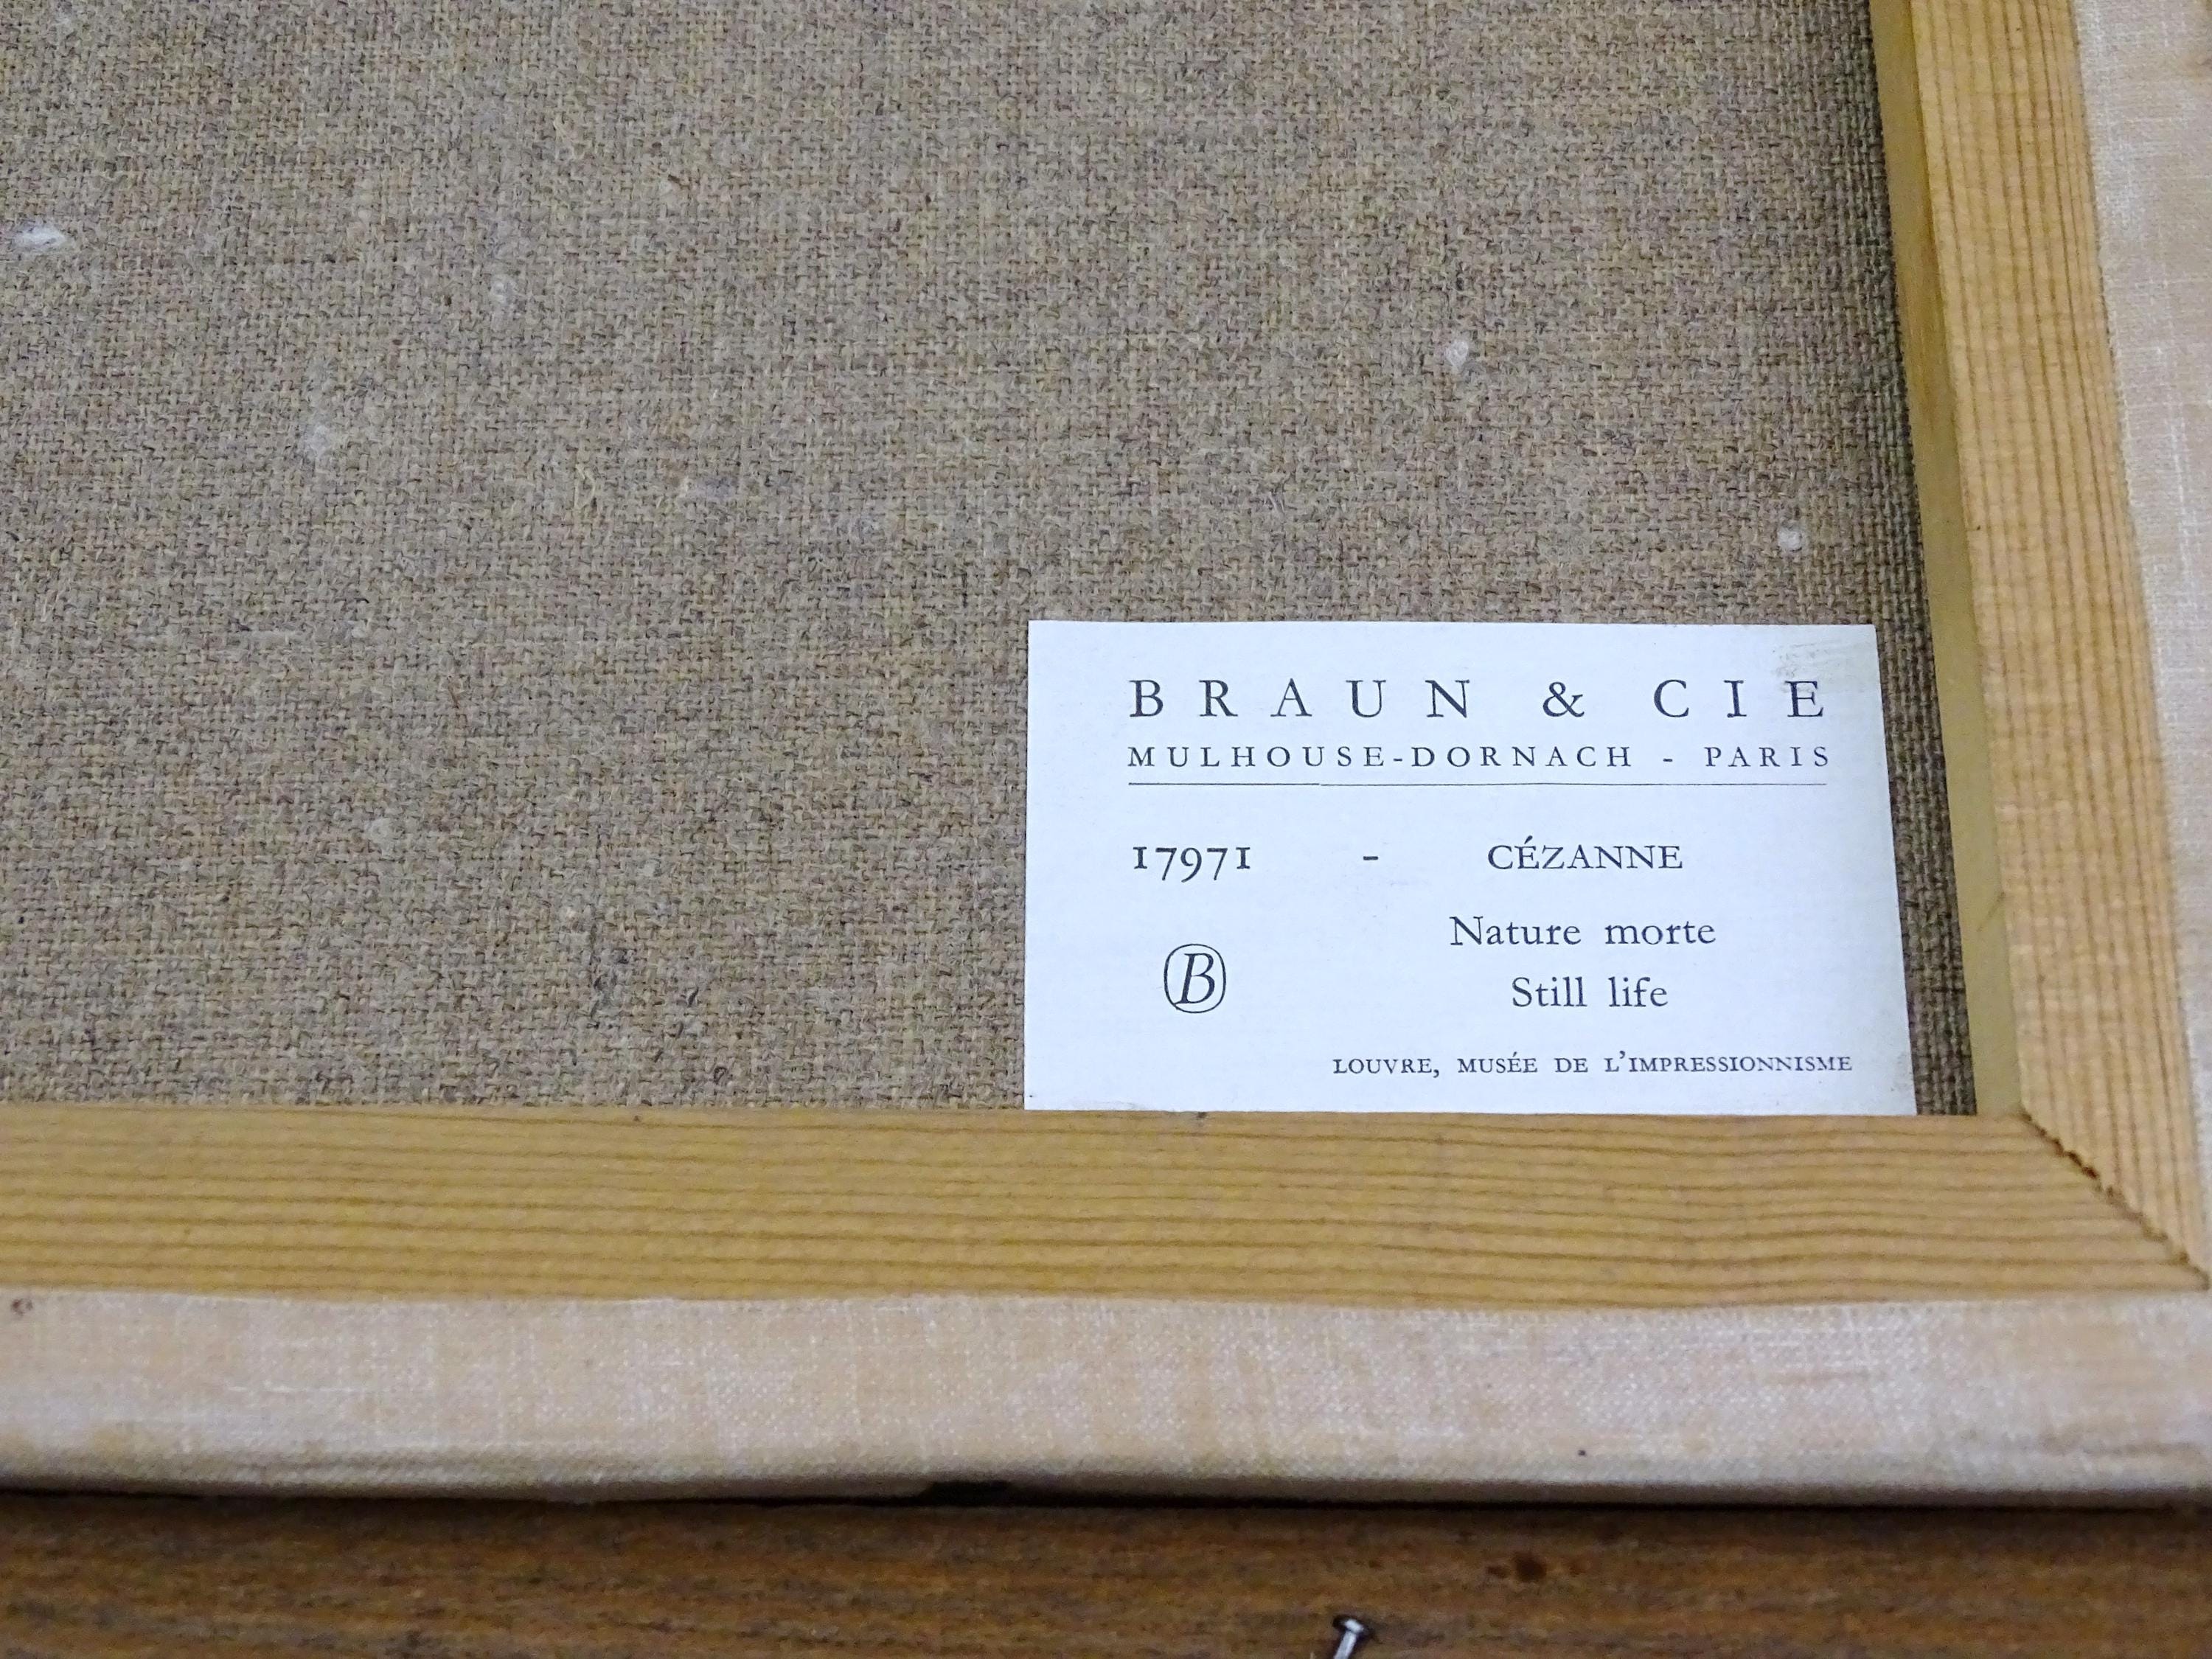 BRAUN & CIE
MULHOUSE-DORNACH - PARIS
17971 - CÉZANNE
Nature morte
B
Still life
LOUVRE, MUSÉE DE L'IMPRESSIONNISME